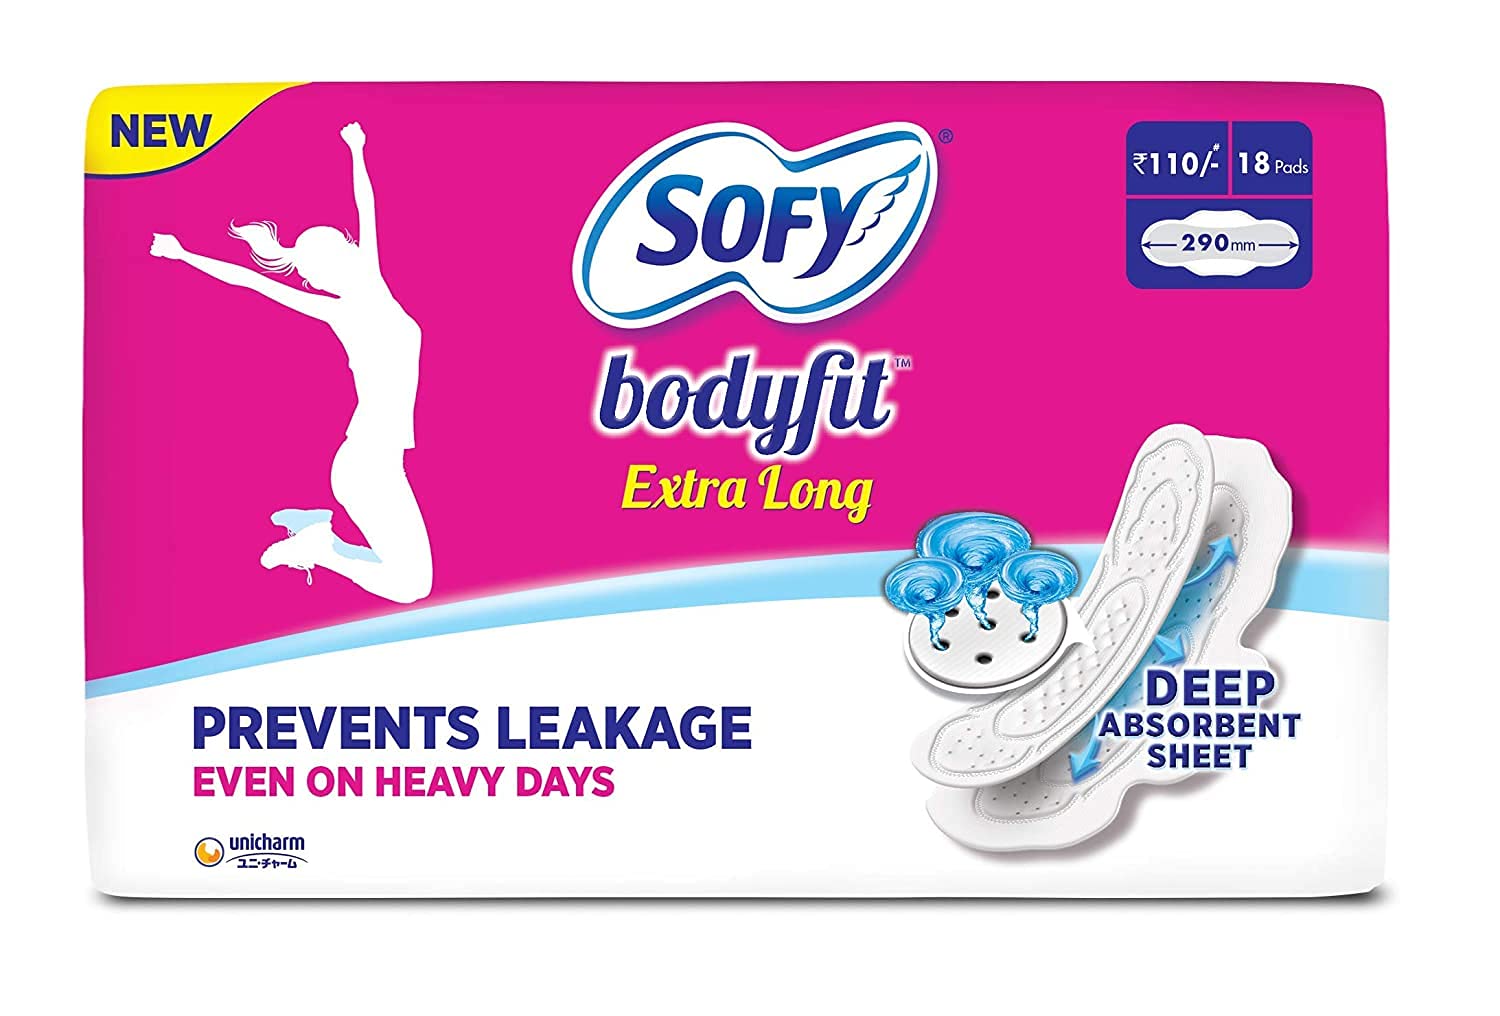 NEW
SOFY®
bodyfit™
Extra Long
₹110/-# 18 Pads
290mm
DEEP
ABSORBENT
SHEET
PREVENTS LEAKAGE
EVEN ON HEAVY DAYS
unicharm
ユニ・チャーム